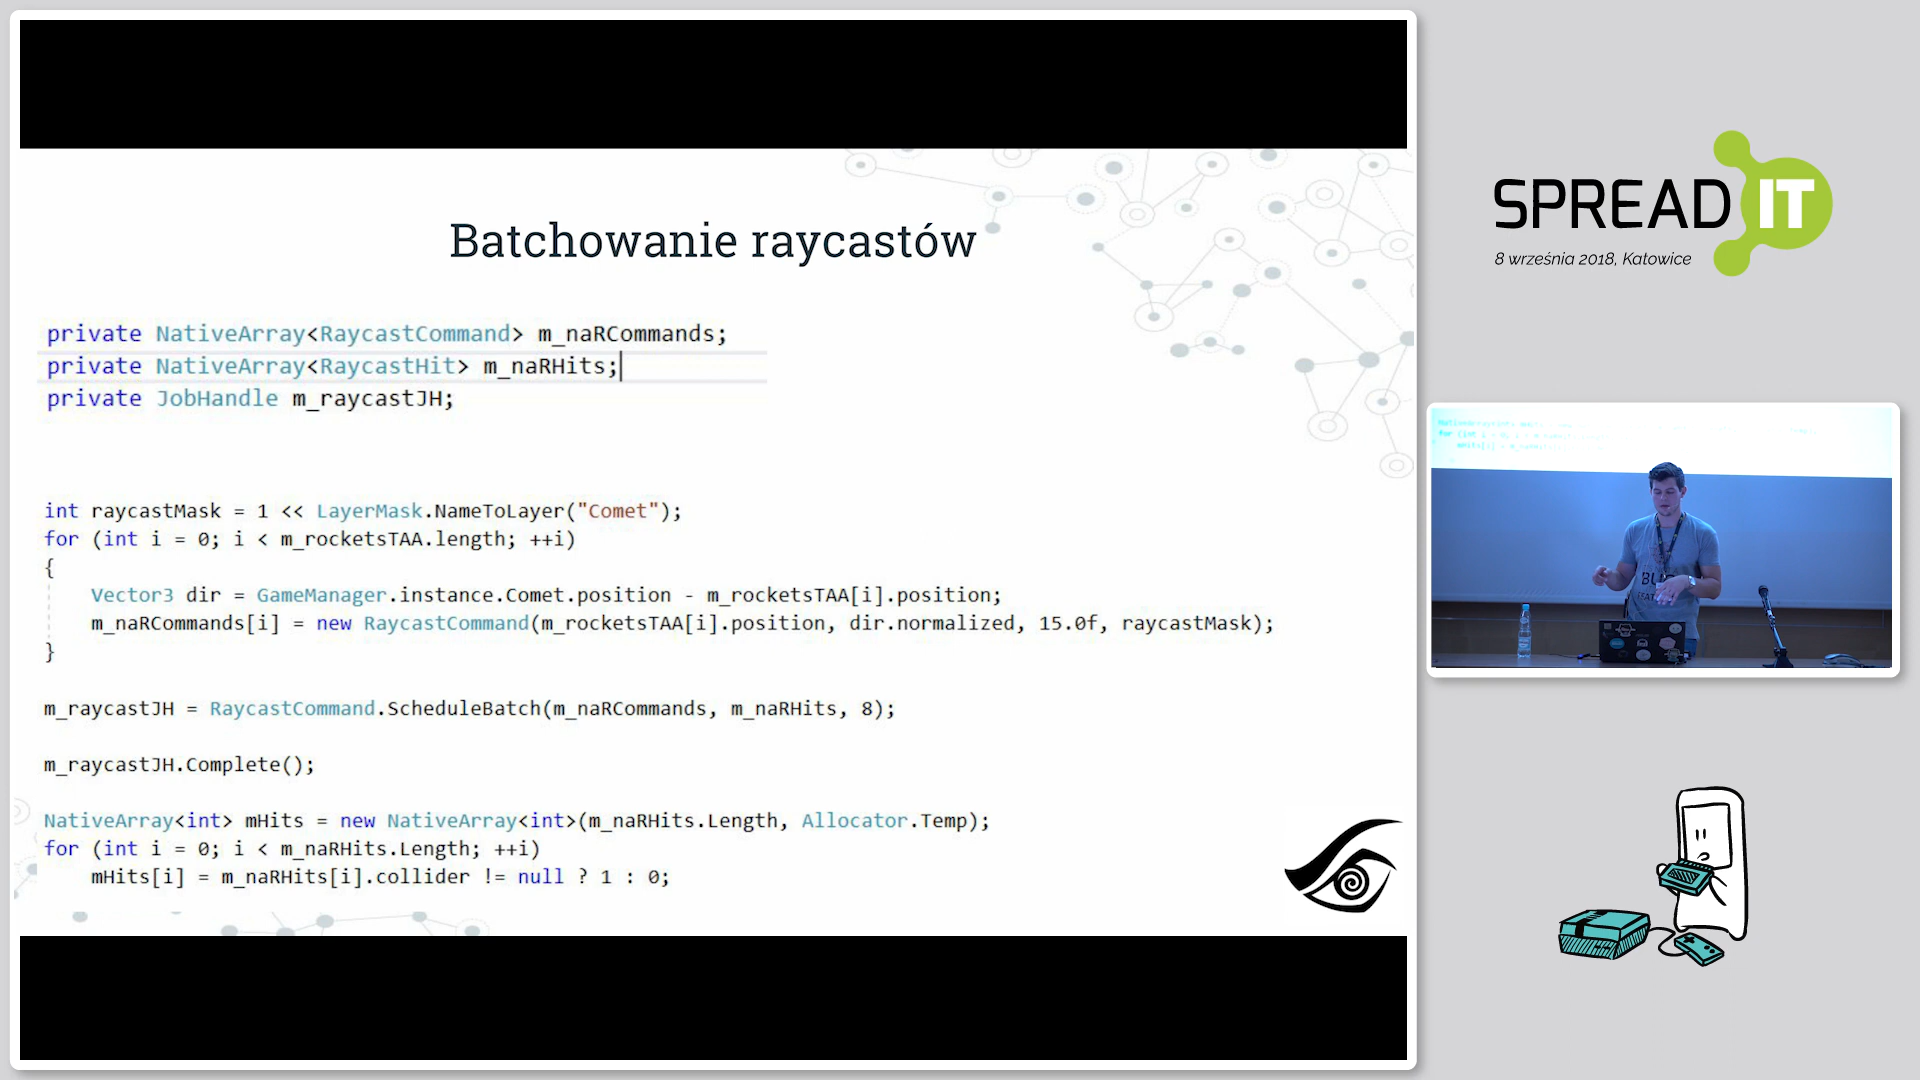 Batchowanie raycastów
private NativeArray<RaycastCommand> m_naRCommands;
private NativeArray<RaycastHit> m_naRHits;
private JobHandle m_raycastJH;
int raycastMask = 1 << LayerMask.NameToLayer("Comet");
for (int i = 0; i < m_rocketsTAA.length; ++i)
{
Vector3 dir = GameManager.instance.Comet.position - m_rocketsTAA[i].position;
m_naRCommands[i] = new RaycastCommand(m_rocketsTAA[i].position, dir.normalized, 15.0f, raycastMask);
}
m_raycastJH = RaycastCommand.ScheduleBatch(m_naRCommands, m_naRHits, 8);
m_raycastJH.Complete();
NativeArray<int> mHits = new NativeArray<int>(m_naRHits.Length, Allocator.Temp);
for (int i = 0; i < m_naRHits.Length; ++i)
mHits[i] = m_naRHits[i].collider != null ? 1 : 0;
SPREAD IT
8 września 2018, Katowice